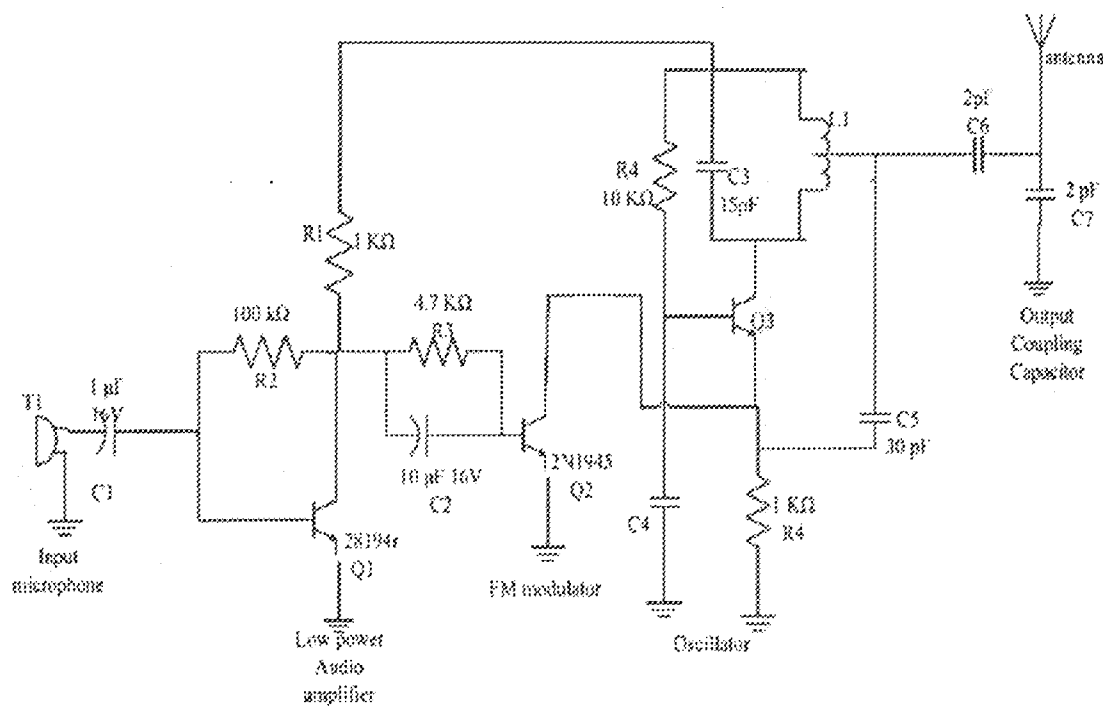 antenna
2pF
C6
L1
R4
10 KΩ
C3
15pF
2 pF
C7
R1
1 KΩ
4.7 KΩ
R3
100 kΩ
R2
Q3
Output
Coupling
Capacitor
T1
1 µF
16V
C1
C5
30 pF
10 µF 16V
C2
Q2
C4
1 KΩ
R4
Input
microphone
Q1
FM modulator
Oscillator
Low power
Audio
amplifier